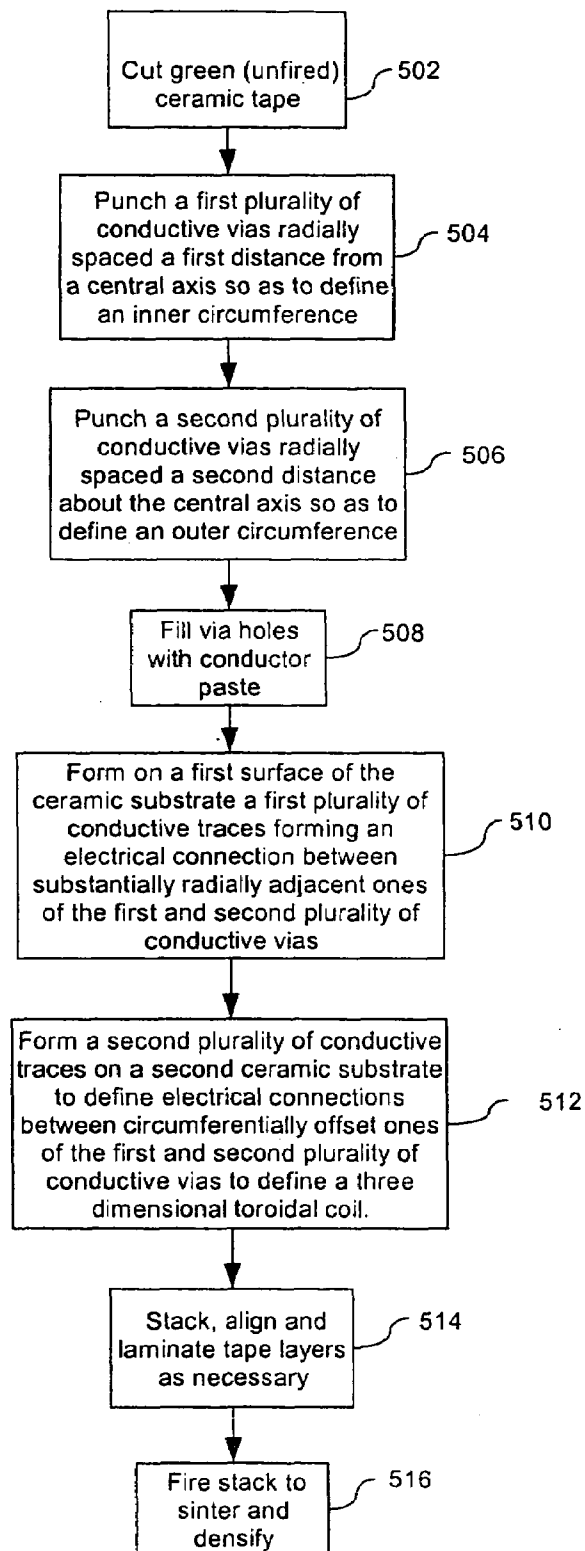 Cut green (unfired)
ceramic tape
502
Punch a first plurality of
conductive vias radially
spaced a first distance from
a central axis so as to define
an inner circumference
504
Punch a second plurality of
conductive vias radially
spaced a second distance
about the central axis so as to
define an outer circumference
506
Fill via holes
with conductor
paste
508
Form on a first surface of the
ceramic substrate a first plurality of
conductive traces forming an
electrical connection between
substantially radially adjacent ones
of the first and second plurality of
conductive vias
510
Form a second plurality of conductive
traces on a second ceramic substrate
to define electrical connections
between circumferentially offset ones
of the first and second plurality of
conductive vias to define a three
dimensional toroidal coil.
512
Stack, align and
laminate tape layers
as necessary
514
Fire stack to
sinter and
densify
516